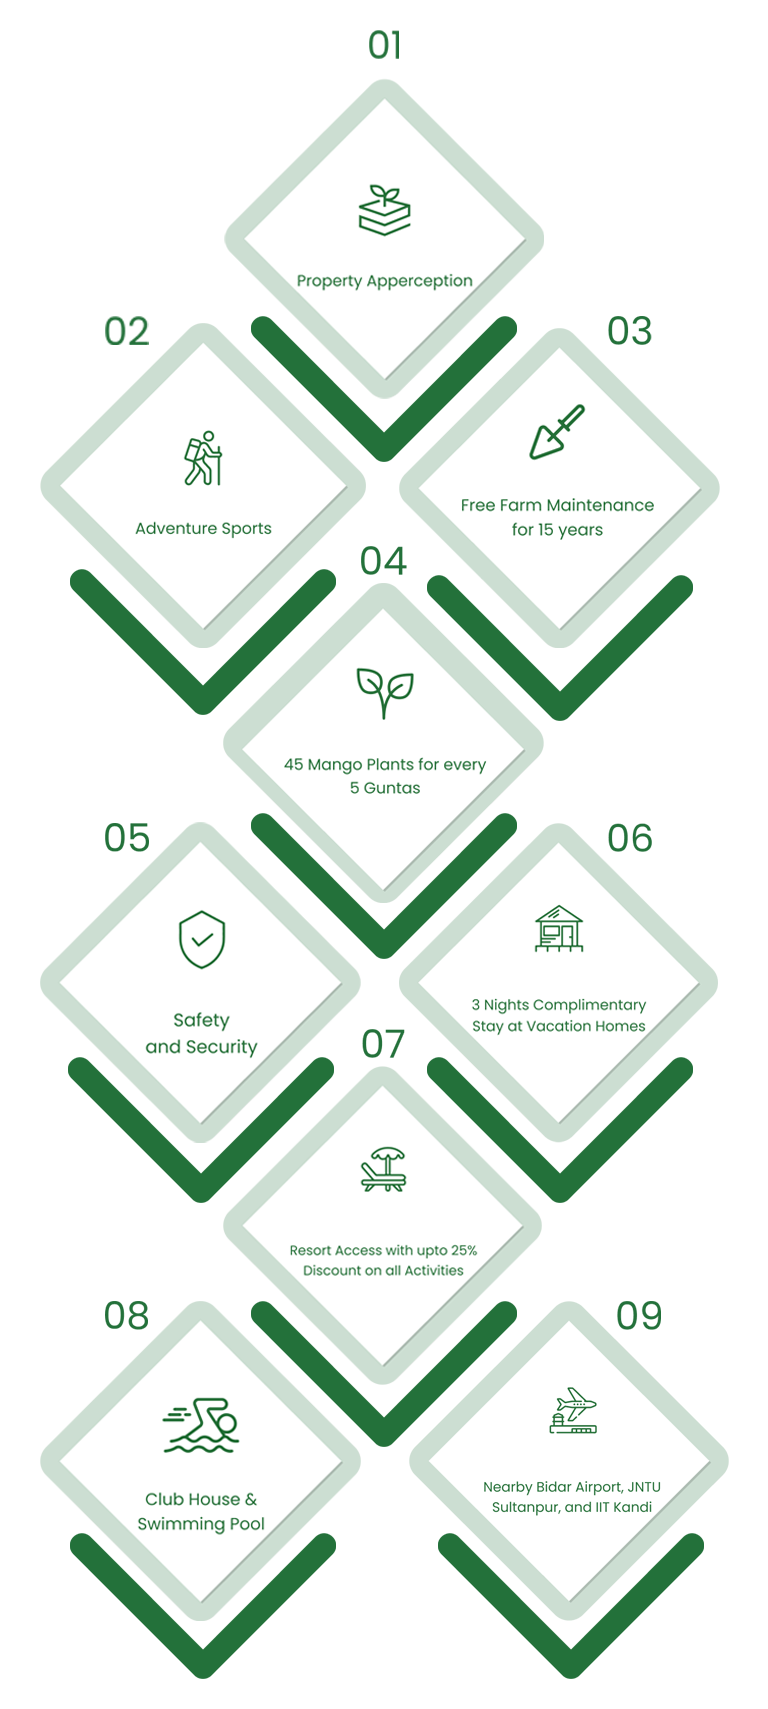 01
Property Apperception
02
Adventure Sports
03
Free Farm Maintenance
for 15 years
04
45 Mango Plants for every
5 Guntas
05
Safety
and Security
06
3 Nights Complimentary
Stay at Vacation Homes
07
Resort Access with upto 25%
Discount on all Activities
08
Club House &
Swimming Pool
09
Nearby Bidar Airport, JNTU
Sultanpur, and IIT Kandi